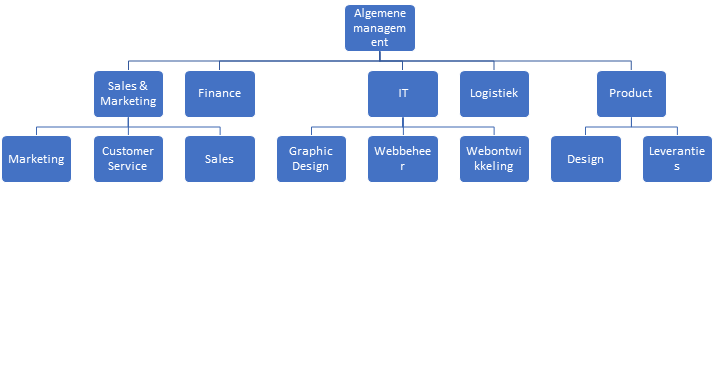 Algemene
managem
ent
Sales &
Marketing
Finance
IT
Logistiek
Product
Marketing
Customer
Service
Sales
Graphic
Design
Webbehee
r
Webontwi
kkeling
Design
Leverantie
s